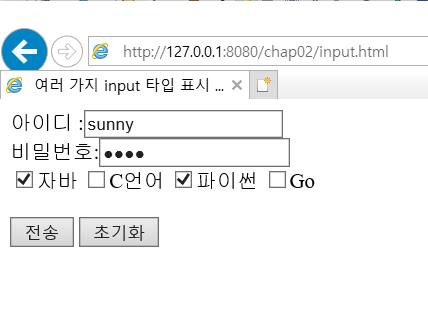 http://127.0.0.1:8080/chap02/input.html
여러 가지 input 타입 표시 ...
아이디 :sunny
비밀번호:●●●●
자바 C언어 파이썬 Go
전송 초기화